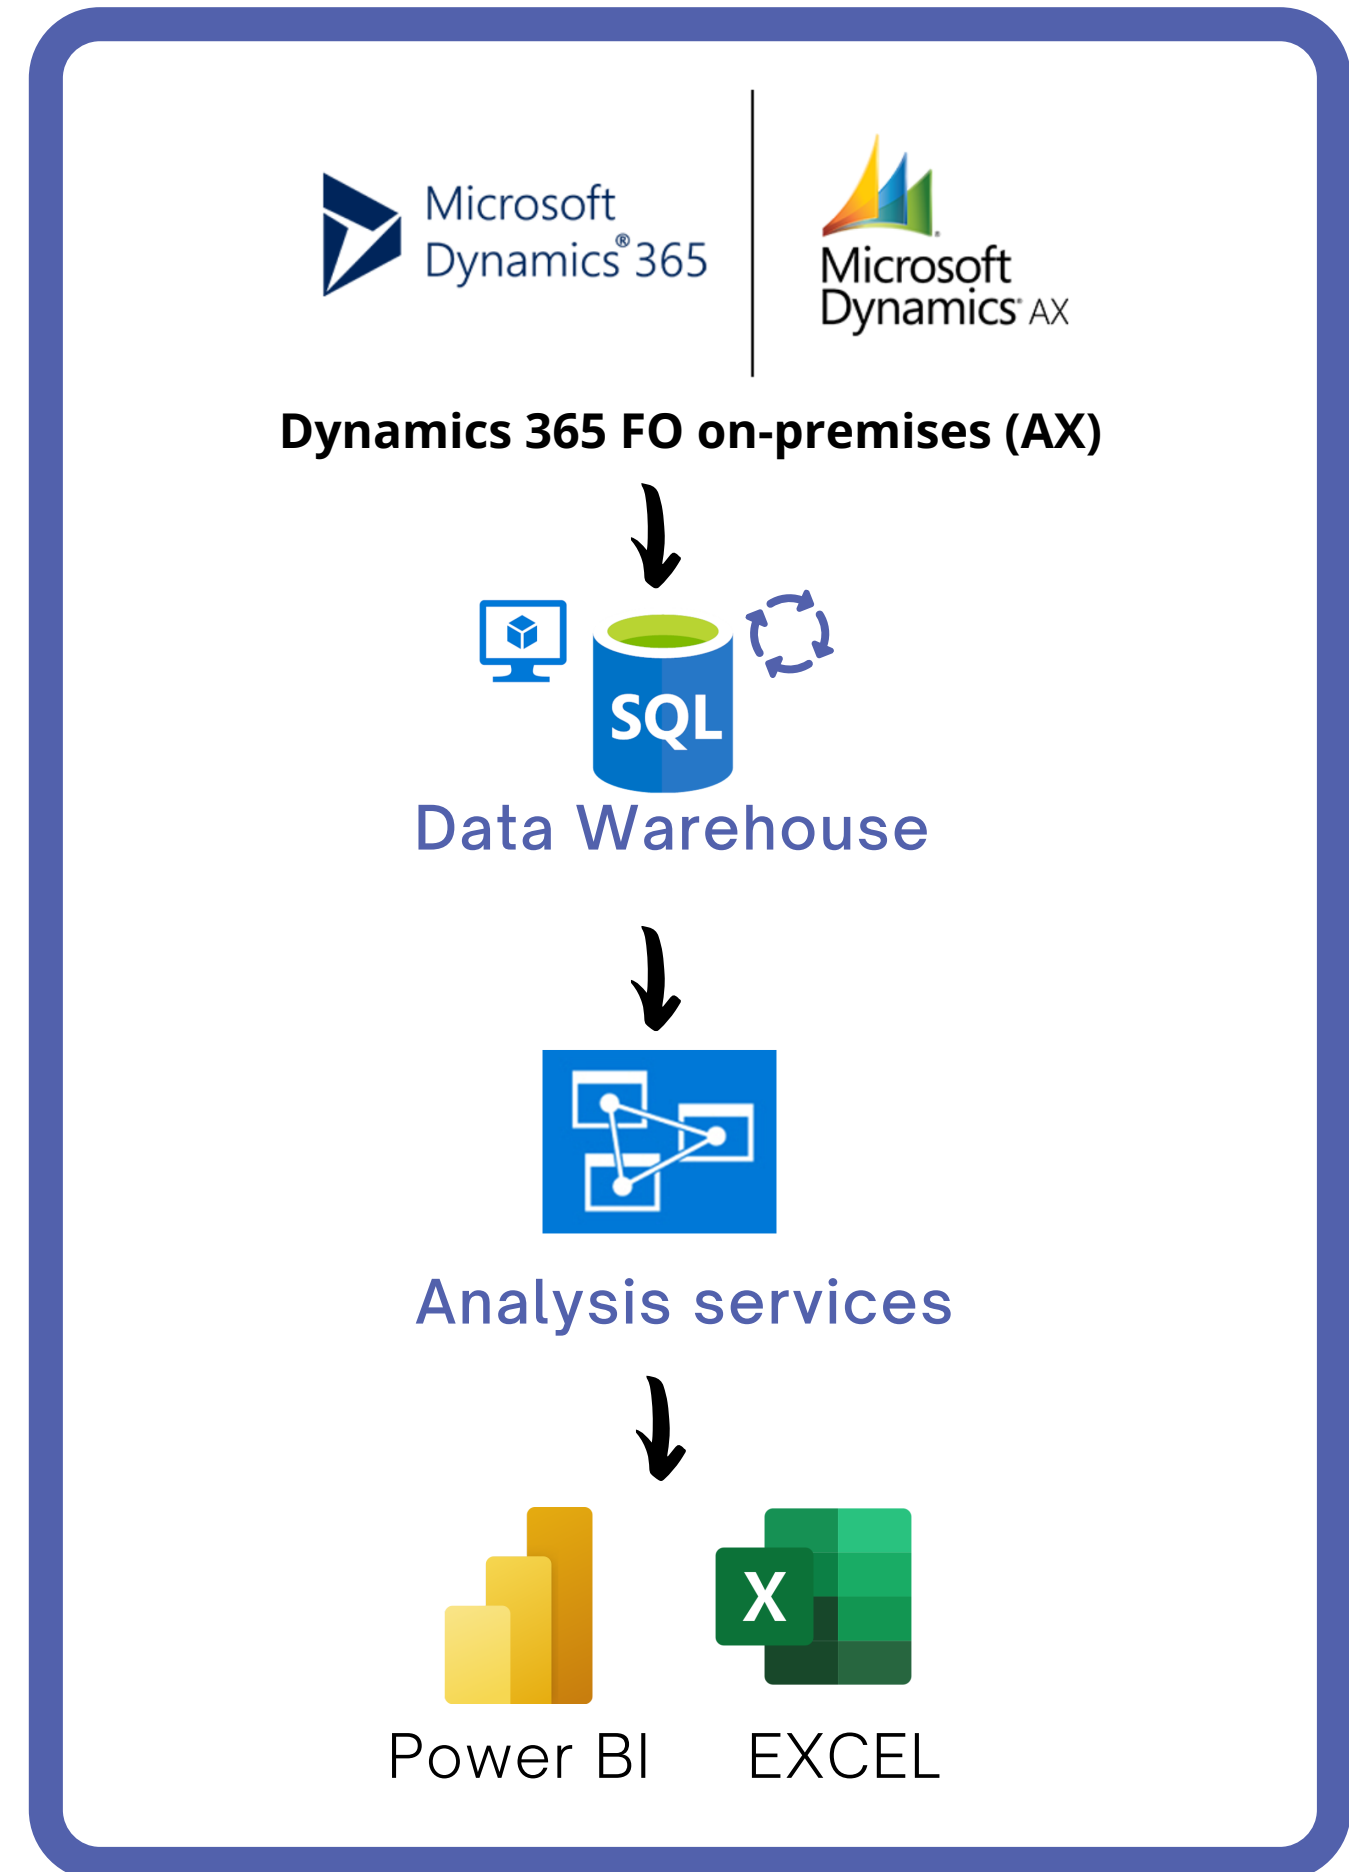 Microsoft
Dynamics® 365
Microsoft
Dynamics AX
Dynamics 365 FO on-premises (AX)
SQL
Data Warehouse
Analysis services
X
Power BI
EXCEL